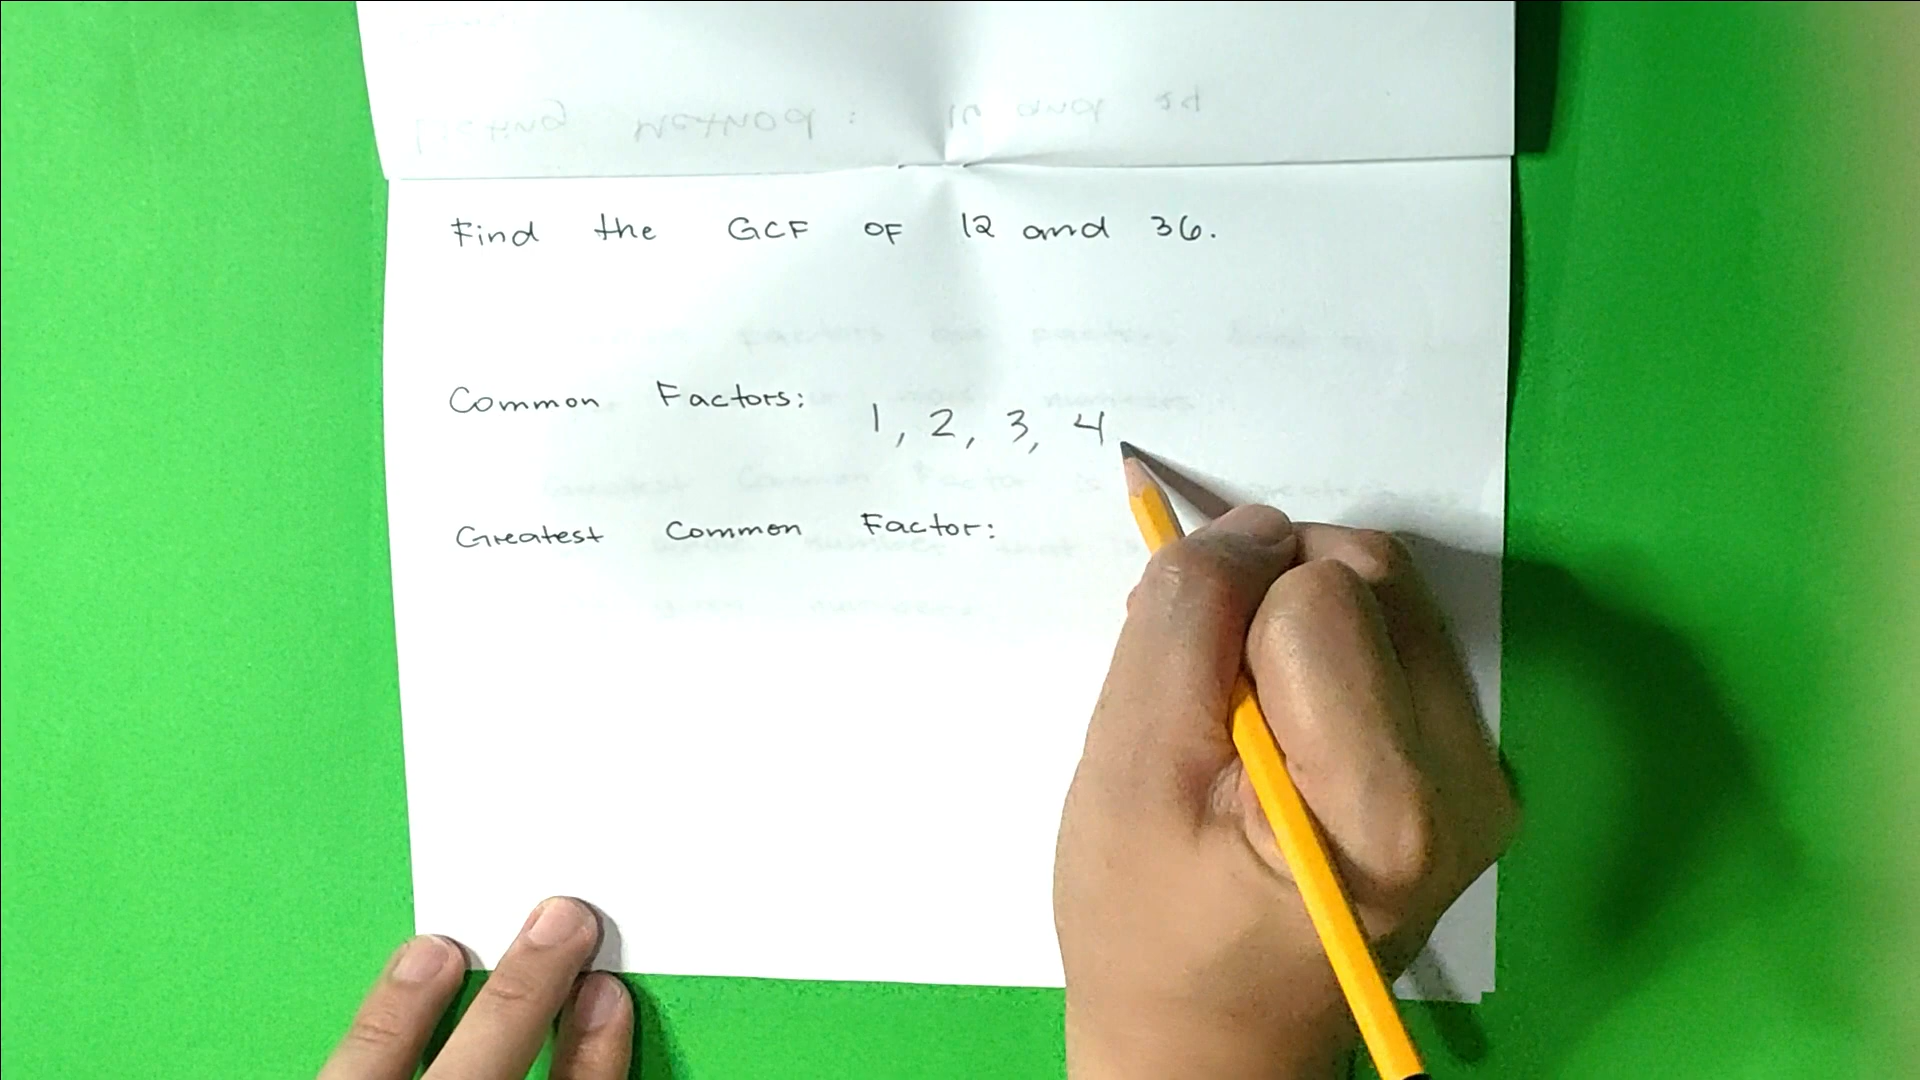 Find the GCF of 12 and 36.
Common Factors: 1, 2, 3, 4
Greatest Common Factor: